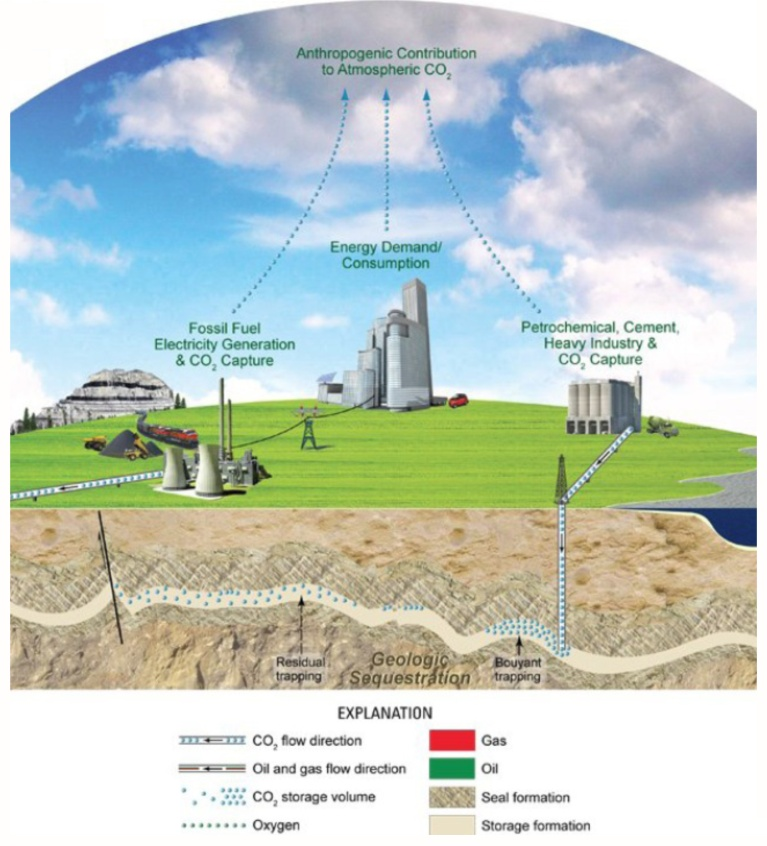 Anthropogenic Contribution
to Atmospheric CO₂
Energy Demand/
Consumption
Fossil Fuel
Electricity Generation
& CO₂ Capture
Petrochemical, Cement,
Heavy Industry &
CO₂ Capture
Residual
trapping
Geologic
Sequestration
Bouyant
trapping
EXPLANATION
CO₂ flow direction
Oil and gas flow direction
CO₂ storage volume
Oxygen
Gas
Oil
Seal formation
Storage formation